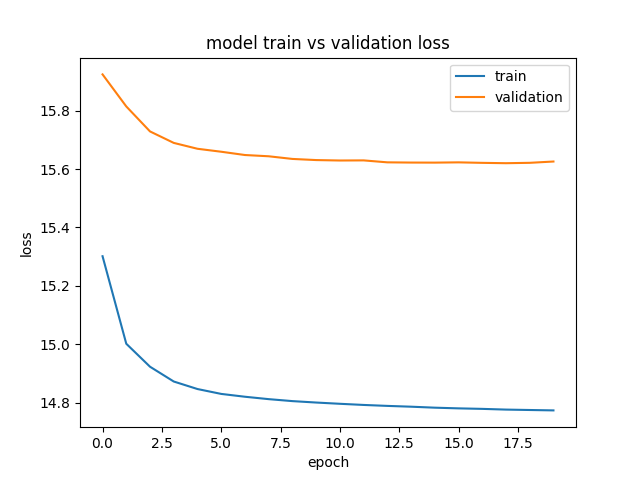 model train vs validation loss
train
validation
15.8
15.6
15.4
15.2
15.0
14.8
loss
0.0 2.5 5.0 7.5 10.0 12.5 15.0 17.5
epoch